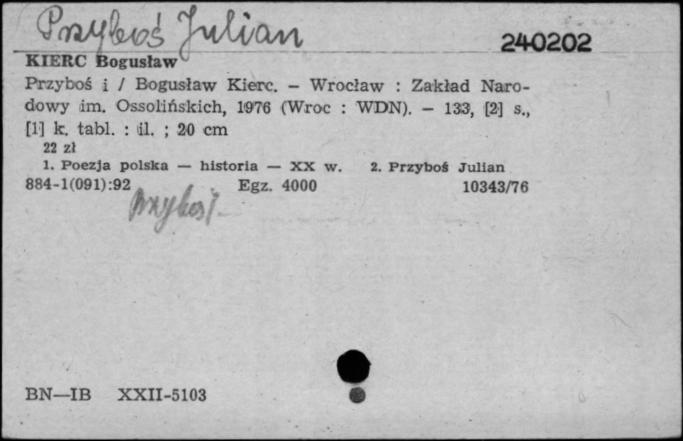 Przyboś Julian
240202
KIERC Bogusław
Przyboś i / Bogusław Kierc. — Wrocław : Zakład Naro-
dowy im. Ossolińskich, 1976 (Wroc : WDN). — 133, [2] s.,
[1] k. tabl. : il. ; 20 cm
22 zł
1. Poezja polska — historia — XX w. 2. Przyboś Julian
884-1(091):92 Egz. 4000 10343/76
Przyboś J.
BN—IB XXII-5103